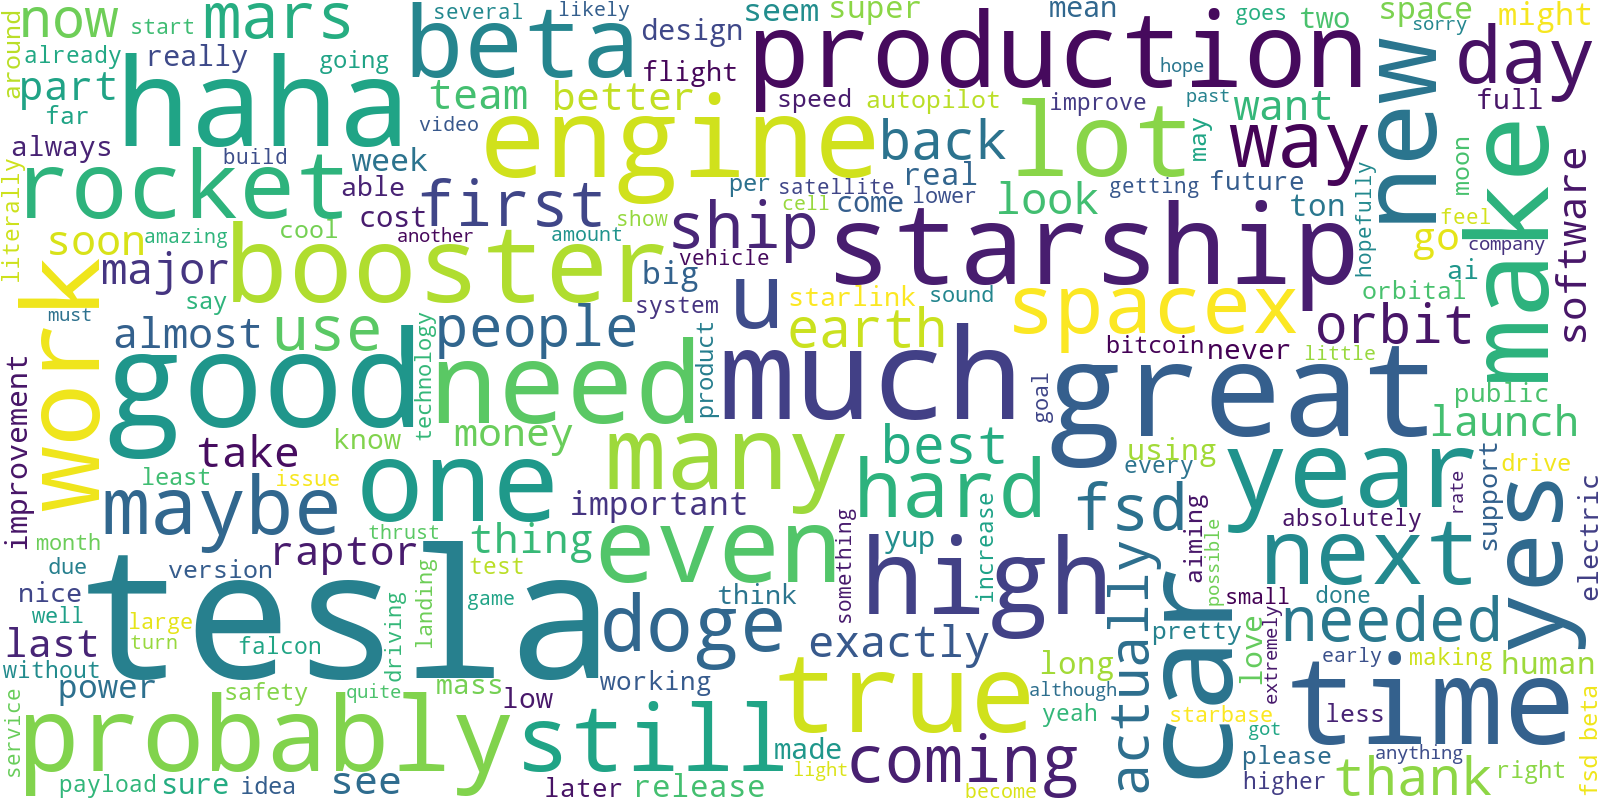 now
start
mars
several
likely
beta
design
seem
super
mean
goes
two
space
sorry
might
around
already
really
going
haha
flight
production
hope
new
day
part
far
team
better
video
engine
speed
autopilot
improve
past
want
full
always
build
week
back
lot
may
way
make
moon
software
literally
rocket
able
cost
first
per
satellite
real
cell
come
lower
look
getting
future
ton
hopefully
feel
go
company
soon
amazing
cool
another
show
amount
ship
vehicle
starship
ai
major
booster
say
big
system
u
starlink
sound
spacex
orbital
orbit
work
must
almost
use
people
earth
bitcoin
never
little
improvement
good
technology
need
product
much
goal
great
public
launch
take
know
money
many
best
using
every
year
least
issue
one
important
hard
fsd
aiming
rate
support
drive
electric
maybe
month
due
thrust
raptor
thing
even
something
yup
increase
actually
absolutely
possible
next
yes
nice
version
tesla
landing
test
game
doge
think
high
car
small
done
well
last
large
turn
falcon
driving
exactly
pretty
love
extremely
needed
early
making
human
without
power
safety
quite
mass
low
working
true
long
although
yeah
starbase
got
time
less
fsd beta
service
probably
still
made
light
coming
please
anything
payload
sure
idea
see
later
release
become
higher
thank
right